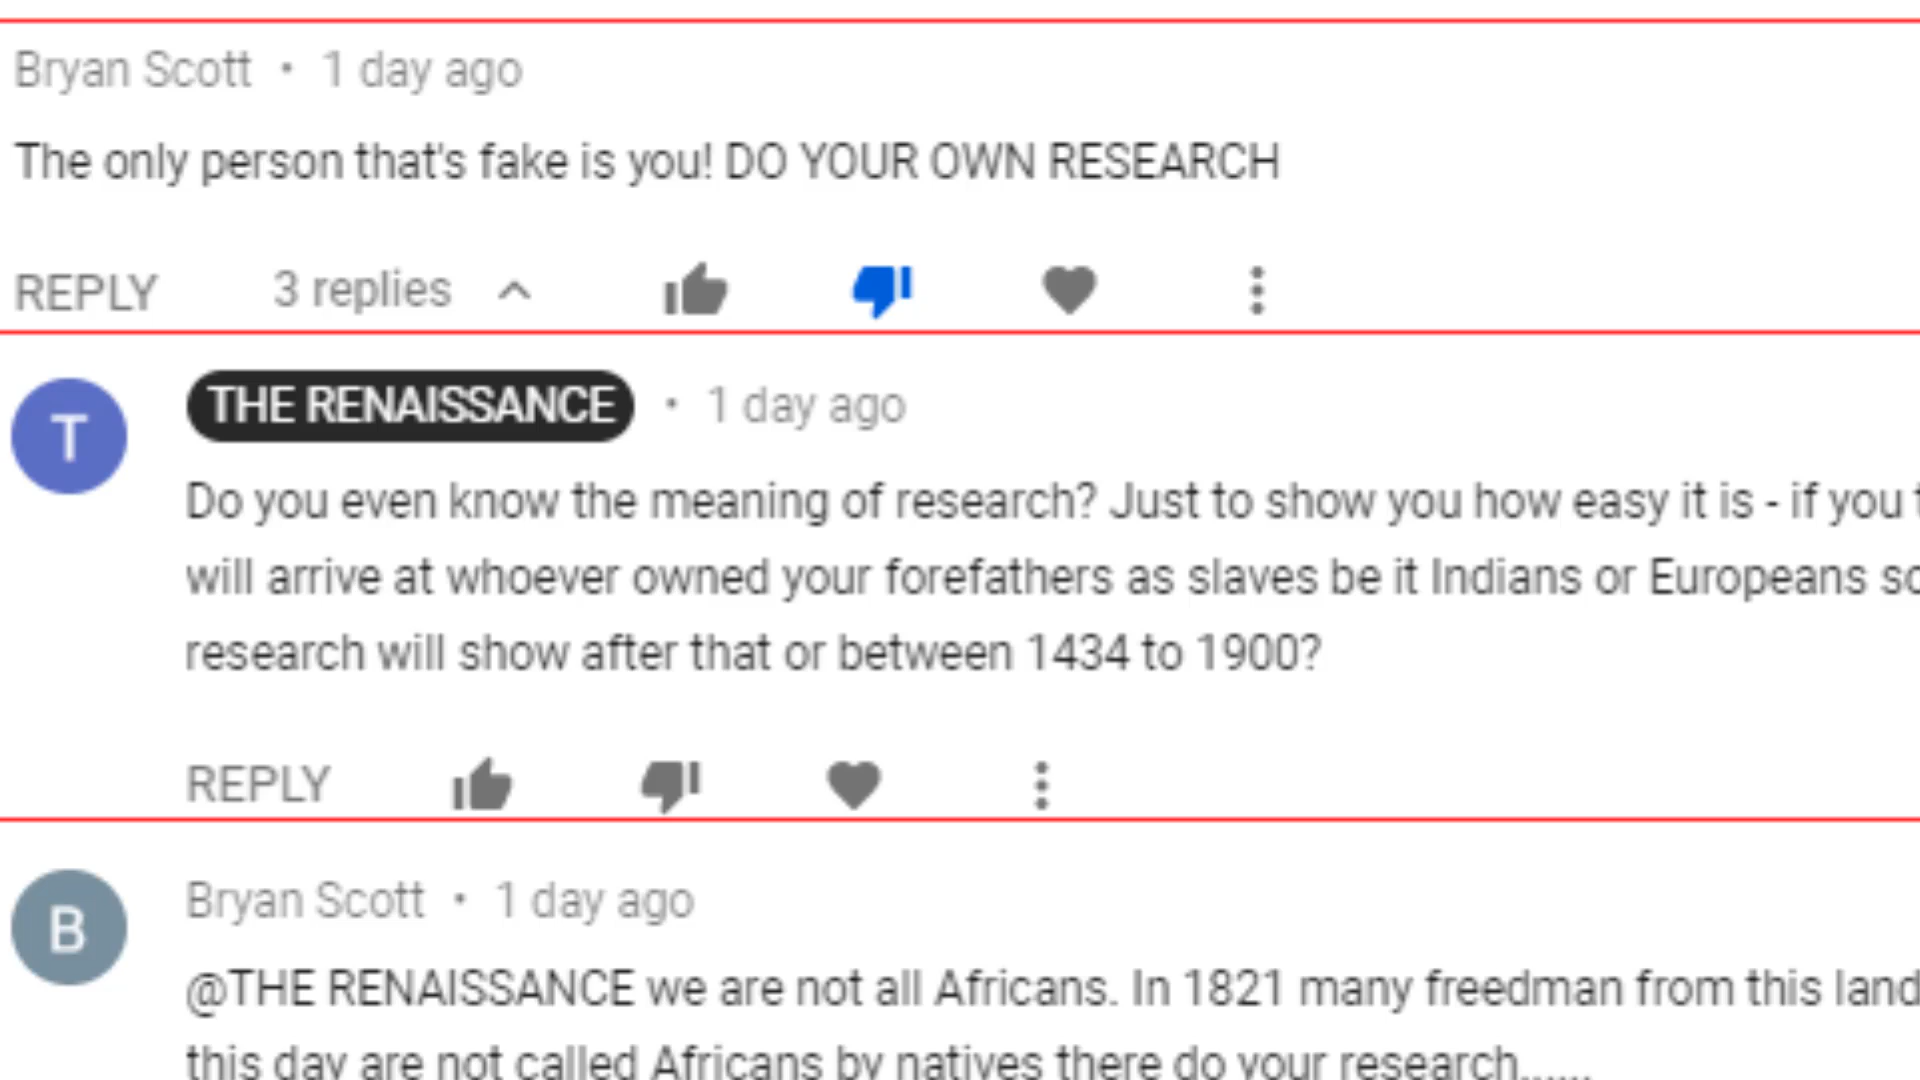 Bryan Scott • 1 day ago
The only person that's fake is you! DO YOUR OWN RESEARCH
REPLY 3 replies
T
THE RENAISSANCE • 1 day ago
Do you even know the meaning of research? Just to show you how easy it is - if you
will arrive at whoever owned your forefathers as slaves be it Indians or Europeans
research will show after that or between 1434 to 1900?
REPLY
B
Bryan Scott • 1 day ago
@THE RENAISSANCE we are not all Africans. In 1821 many freedman from this land
this day are not called Africans by natives there do your research......